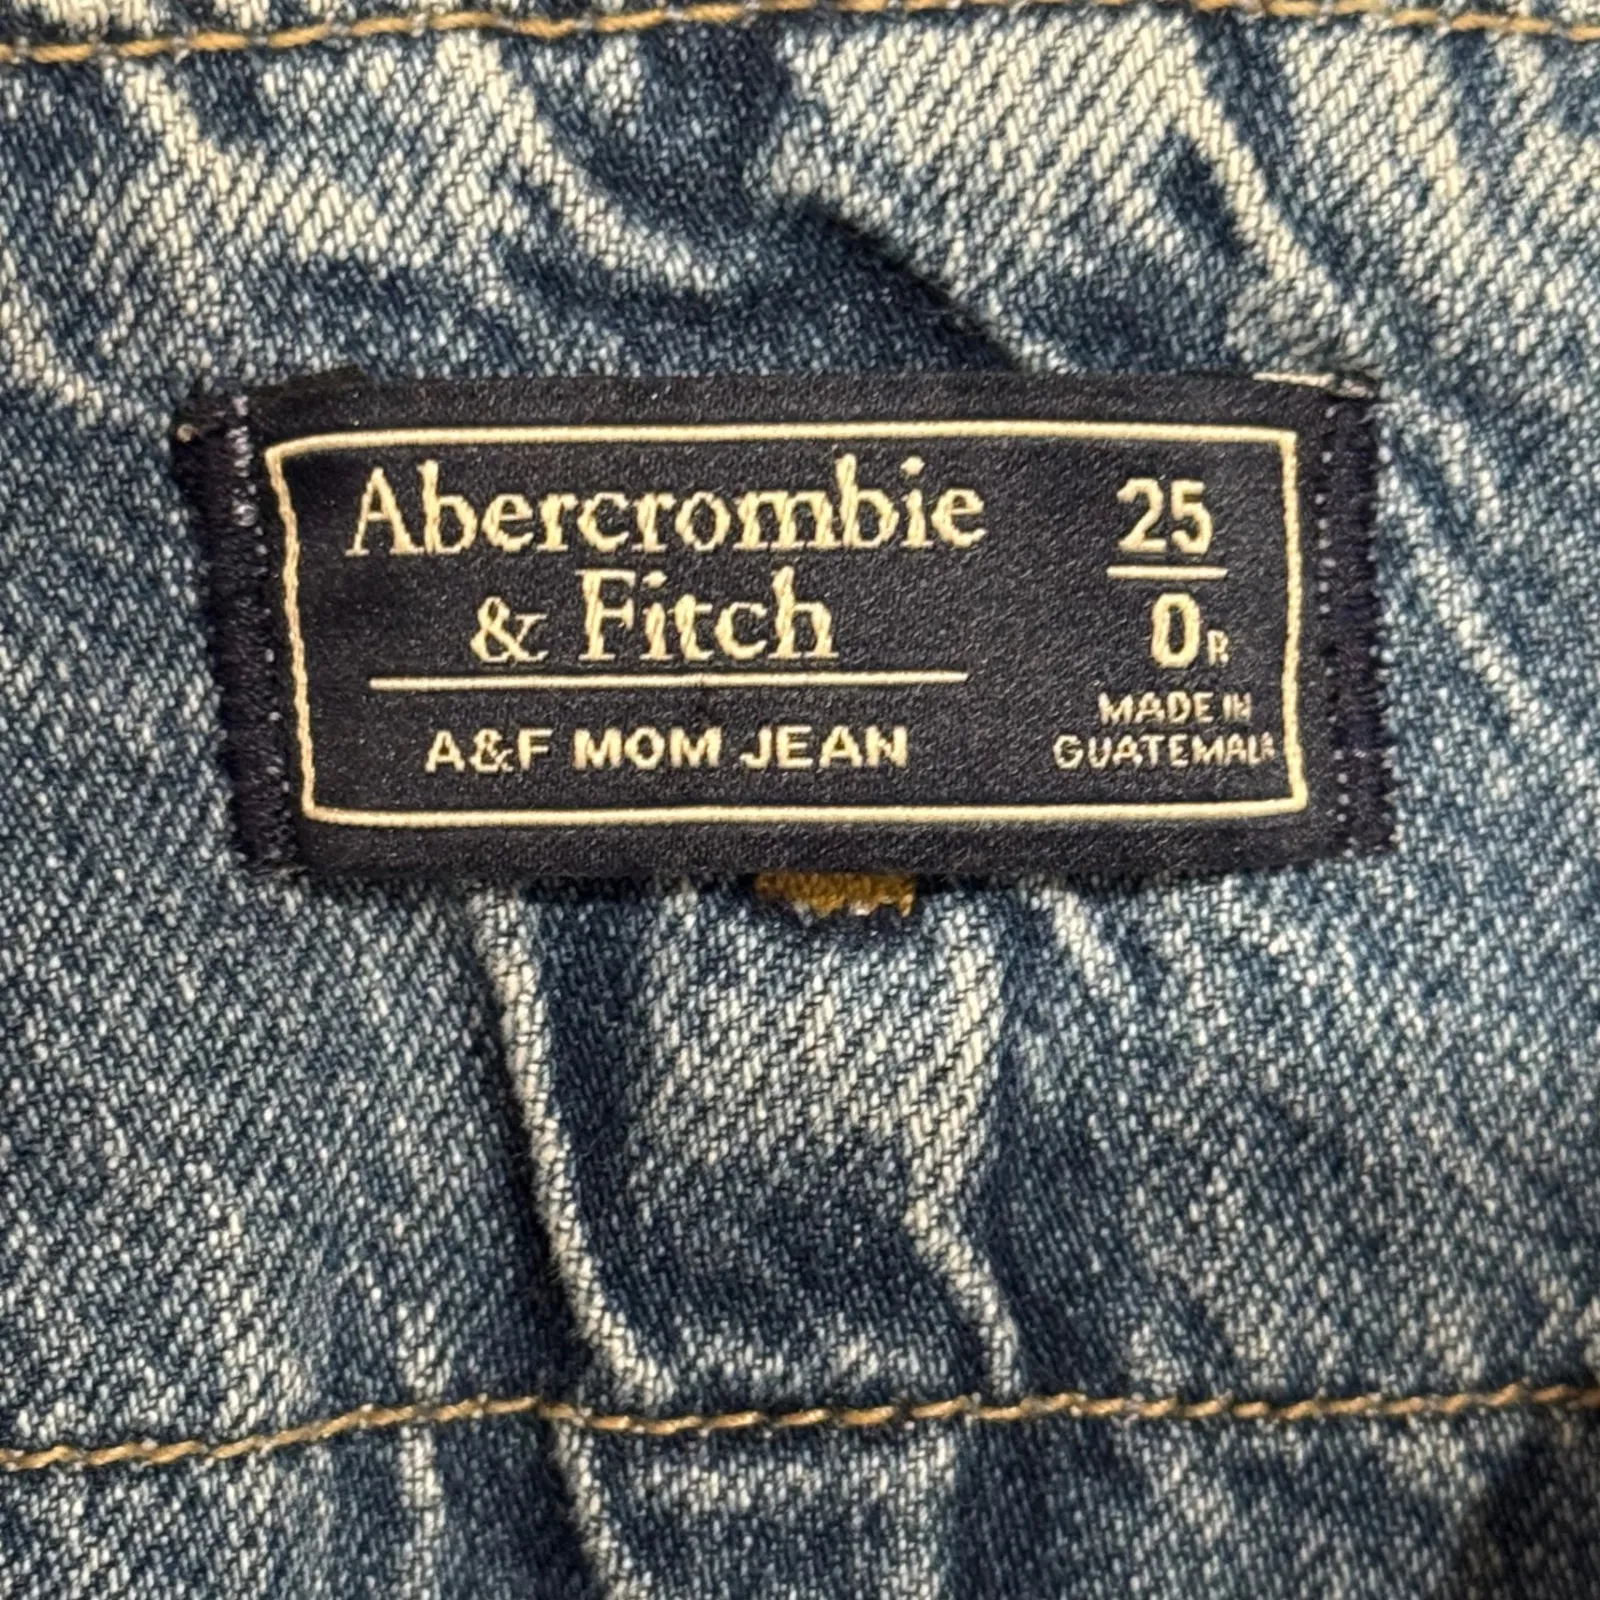 Abercrombie
& Fitch
A&F MOM JEAN
25
0R
MADE IN
GUATEMALA